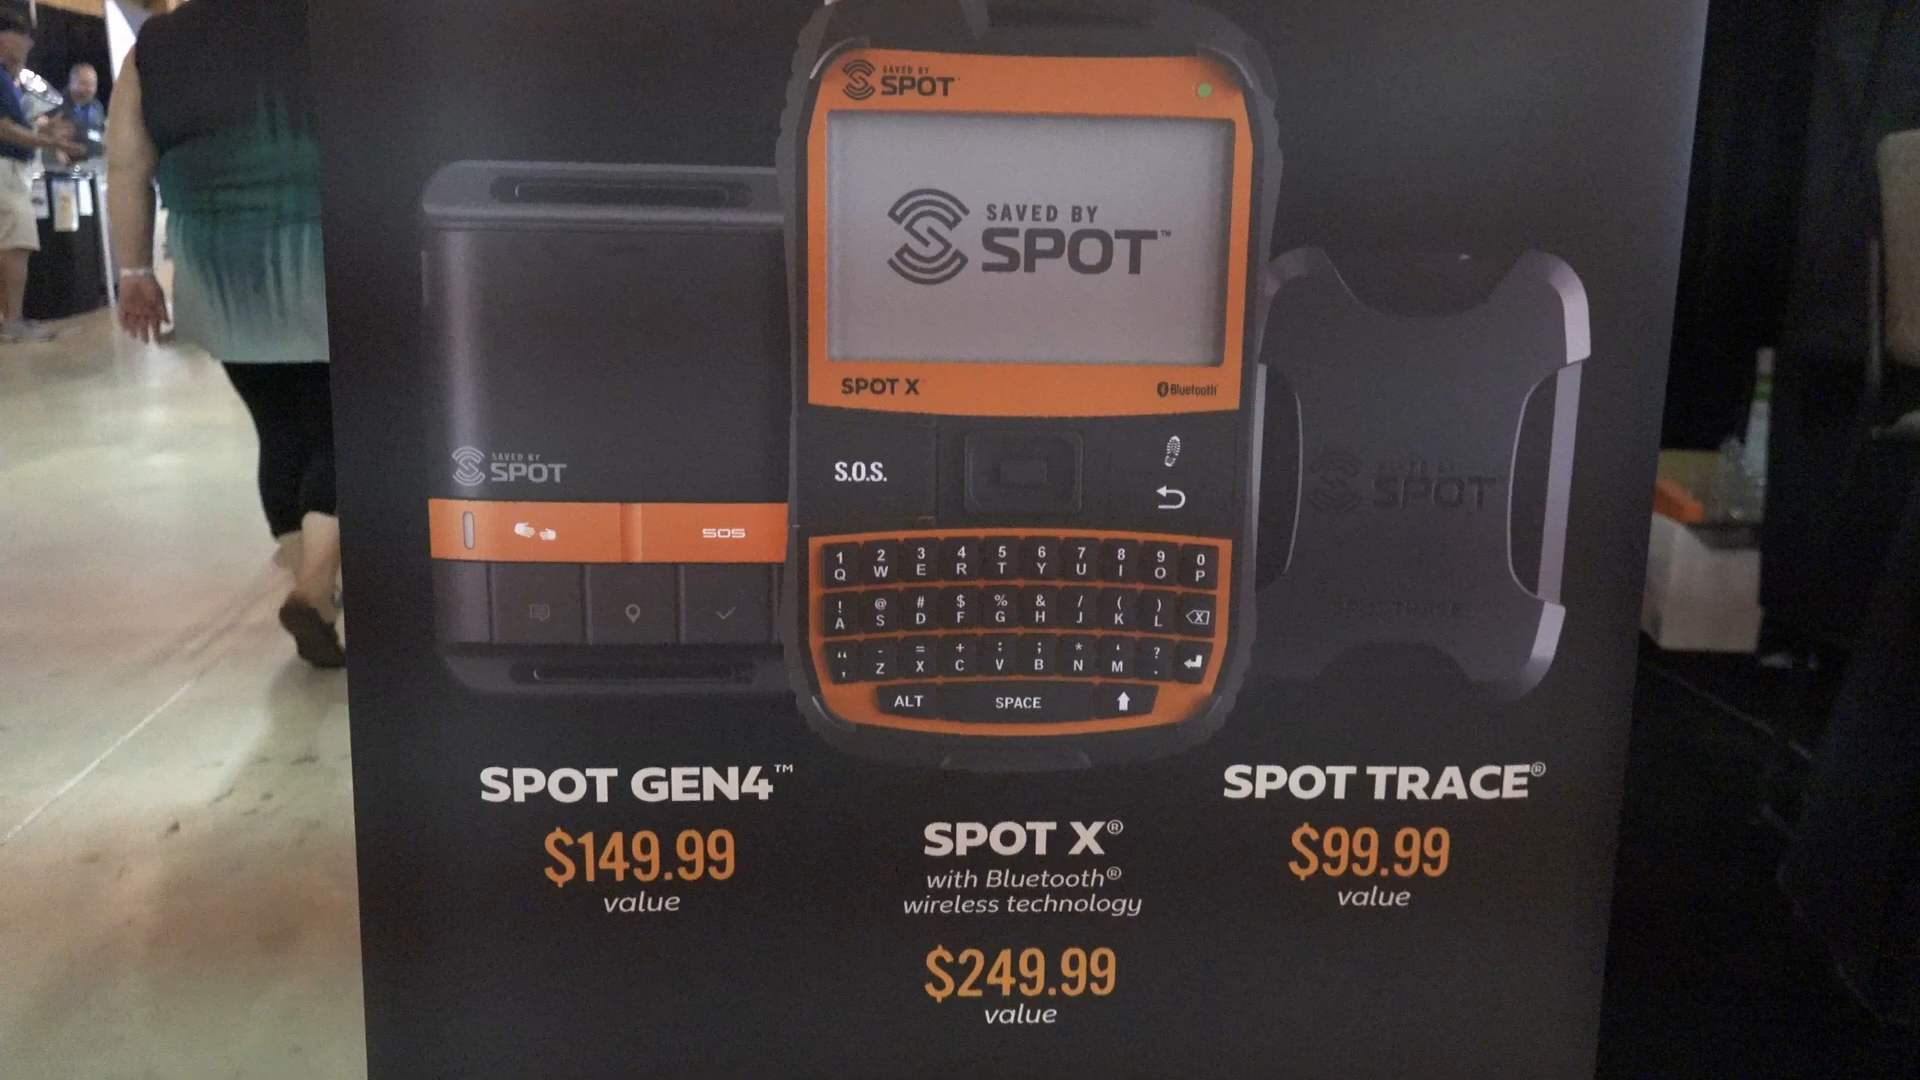 SAVED BY
SPOT
SAVED BY
SPOT™
SPOT X
Bluetooth
S.O.S.
SAVED BY
SPOT
SOS
SPOT
1 2 3 4 5 6 7 8 9 0
Q W E R T Y U I O P
! @ # $ % & / ( )
A S D F G H J K L
“ - = + : ; * ‘ ?
, Z X C V B N M .
ALT SPACE
SPOT GEN4™
$149.99
value
SPOT X®
with Bluetooth®
wireless technology
$249.99
value
SPOT TRACE®
$99.99
value